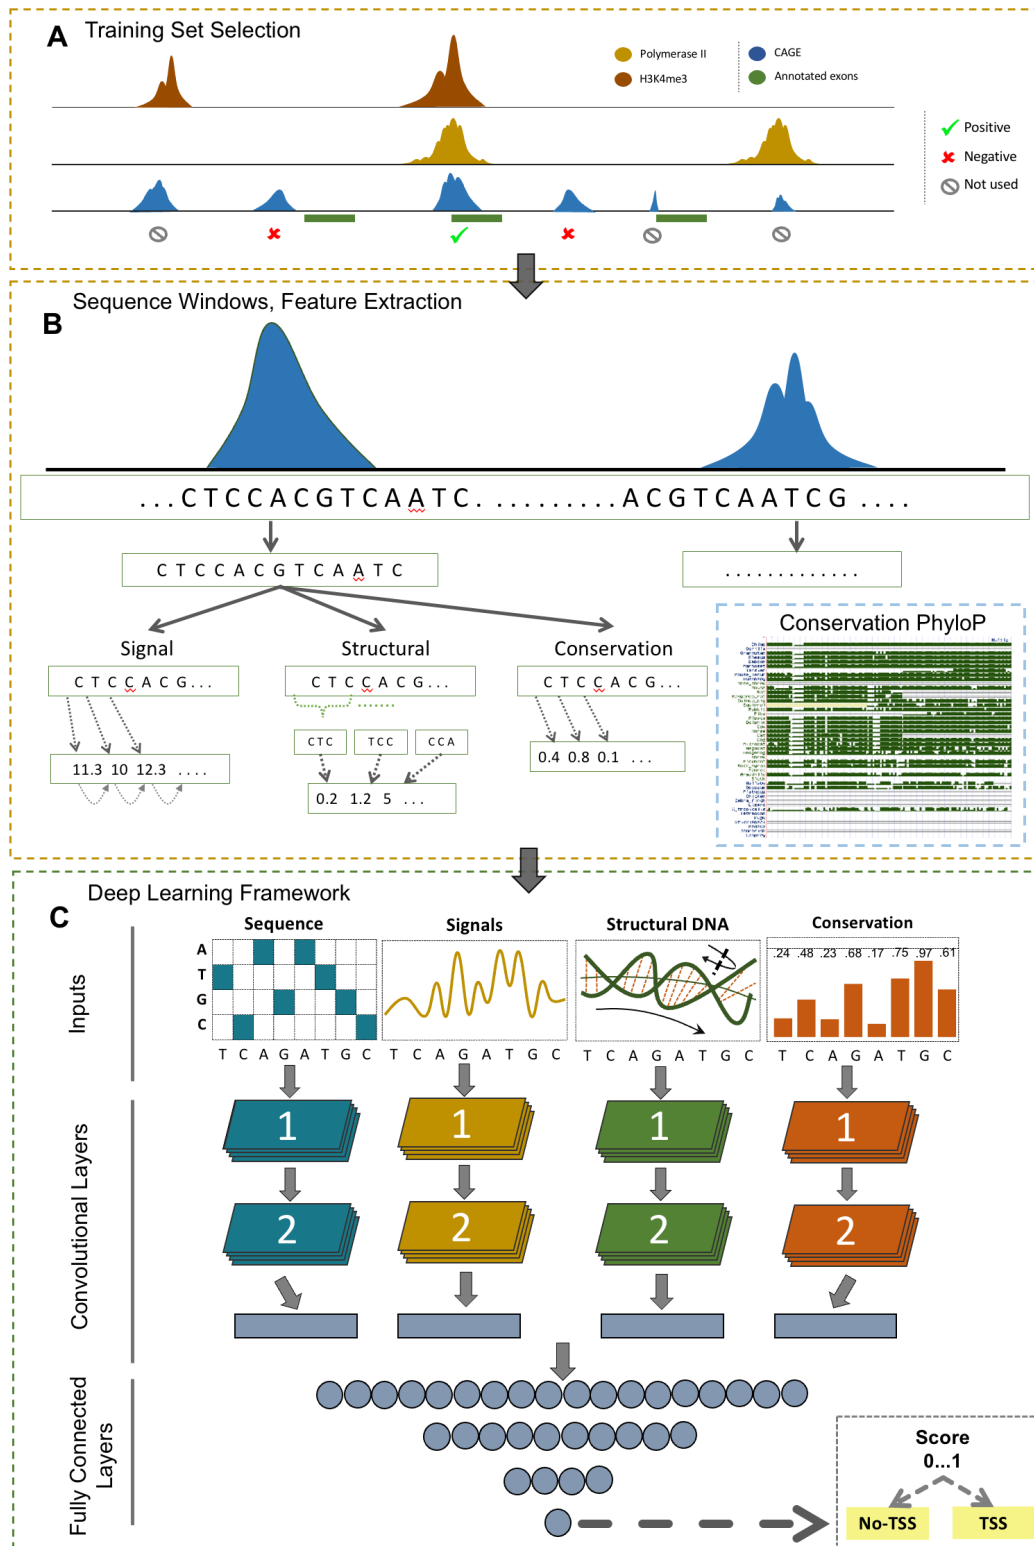 A Training Set Selection
Polymerase II
CAGE
H3K4me3
Annotated exons
Positive
Negative
Not used
Sequence Windows, Feature Extraction
B
...CTCCACGTCAATC..........ACGTCAATCG....
CTCCACGTCAATC
.............
Signal
Structural
Conservation
Conservation PhyloP
CTCCACG...
CTCCACG...
CTCCACG...
CTC
TCC
CCA
11.3 10 12.3 ....
0.4 0.8 0.1 ...
0.2 1.2 5 ...
Deep Learning Framework
C
Inputs
Sequence
Signals
Structural DNA
Conservation
A
T
G
C
.24 .48 .23 .68 .17 .75 .97 .61
T C A G A T G C
T C A G A T G C
T C A G A T G C
T C A G A T G C
Convolutional Layers
1
1
1
1
2
2
2
2
Fully Connected
Layers
Score
0...1
No-TSS
TSS